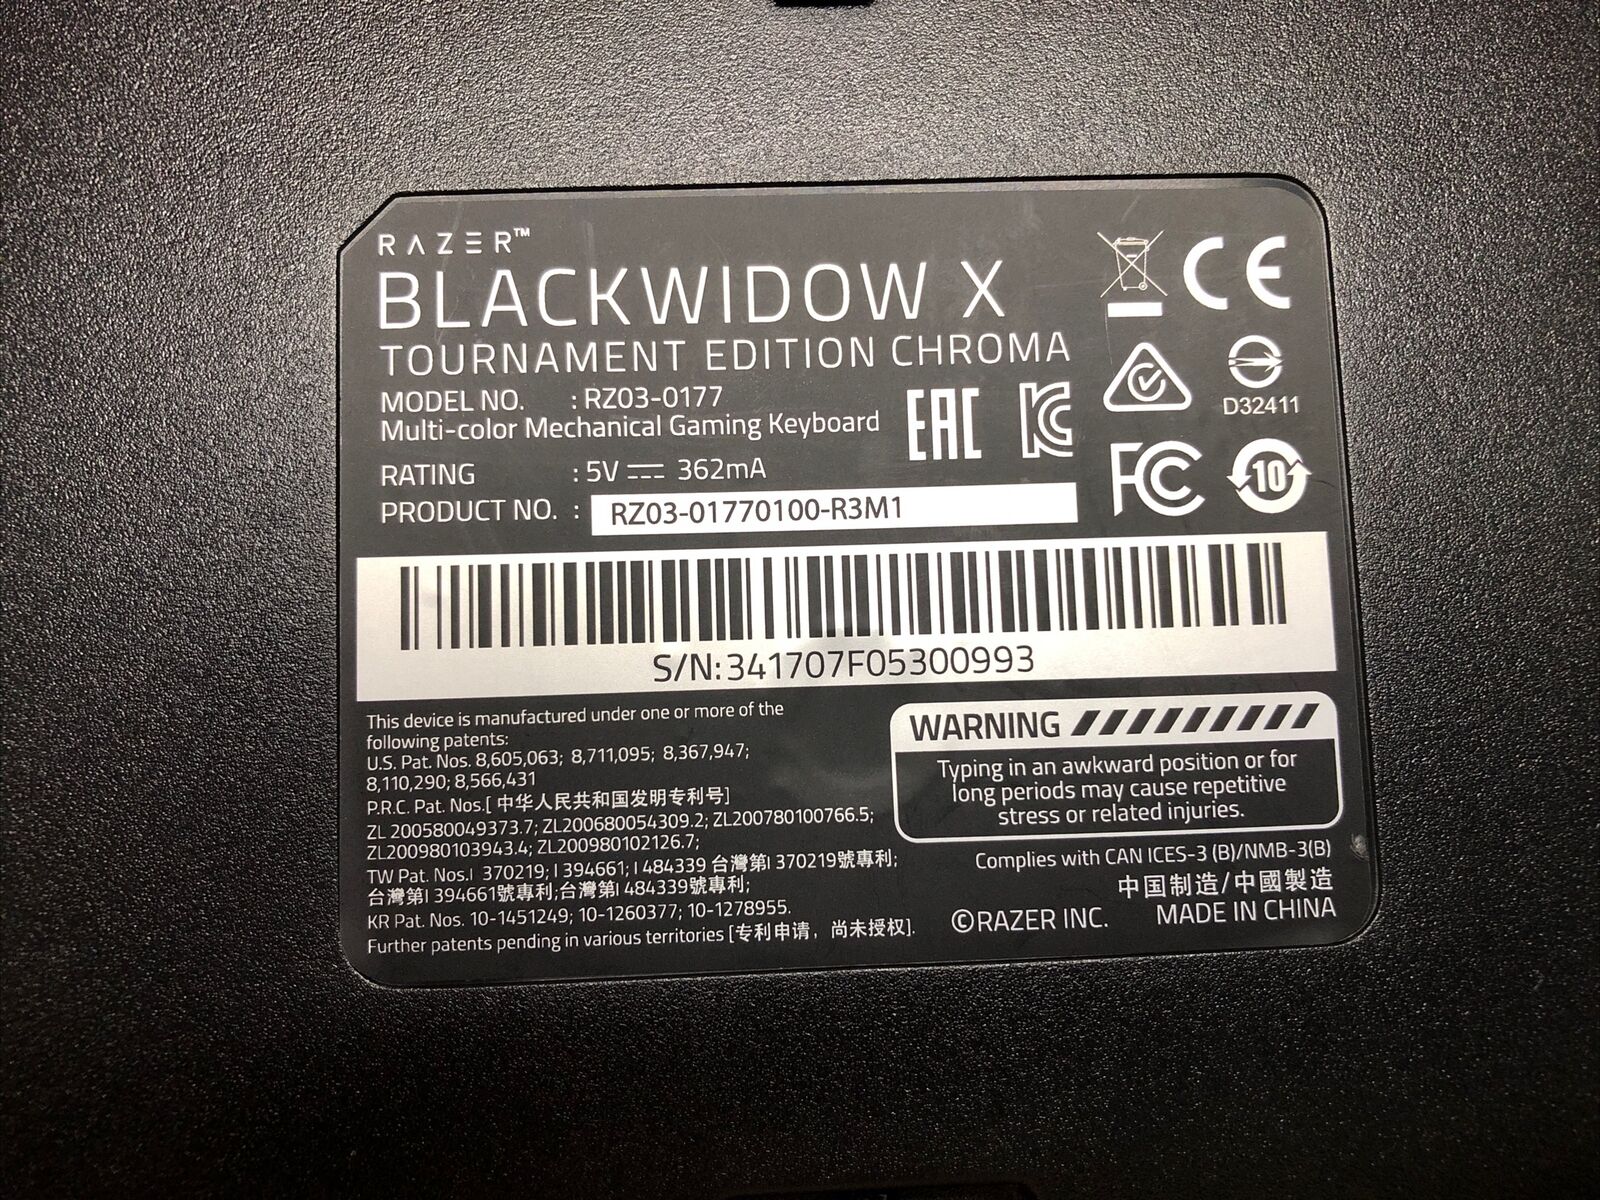 RAZER™
BLACKWIDOW X
TOURNAMENT EDITION CHROMA
MODEL NO. : RZ03-0177
Multi-color Mechanical Gaming Keyboard
RATING : 5V ⎓ 362mA
PRODUCT NO. : RZ03-01770100-R3M1
EAC
KC
CE
D32411
FC
10
S/N:341707F05300993
This device is manufactured under one or more of the
following patents:
U.S. Pat. Nos. 8,605,063; 8,711,095; 8,367,947;
8,110,290; 8,566,431
P.R.C. Pat. Nos.[ 中华人民共和国发明专利号]
ZL 200580049373.7; ZL200680054309.2; ZL200780100766.5;
ZL200980103943.4; ZL200980102126.7;
TW Pat. Nos.I 370219; I 394661; I 484339 台灣第I 370219號專利;
台灣第I 394661號專利;台灣第I 484339號專利;
KR Pat. Nos. 10-1451249; 10-1260377; 10-1278955.
Further patents pending in various territories [专利申请，尚未授权].
WARNING
Typing in an awkward position or for
long periods may cause repetitive
stress or related injuries.
Complies with CAN ICES-3 (B)/NMB-3(B)
中国制造/中國製造
©RAZER INC. MADE IN CHINA